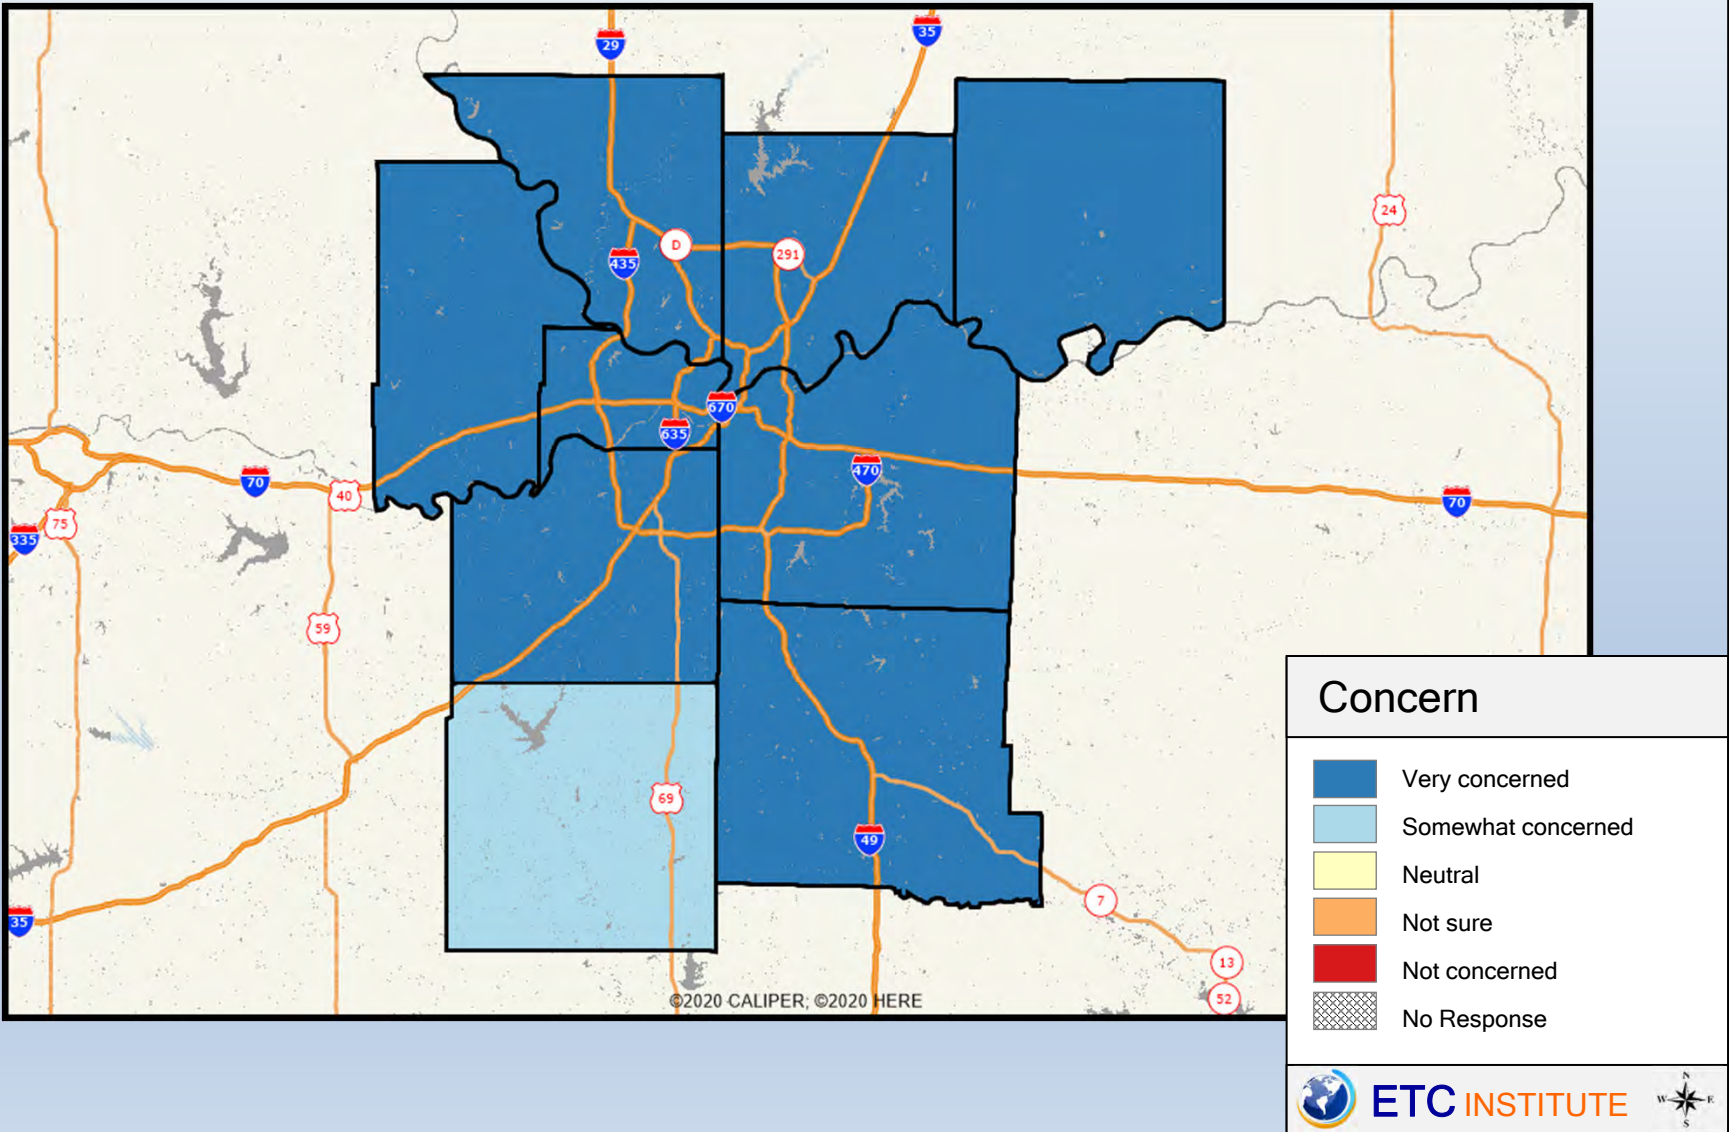 29
35
24
D
291
435
670
635
470
70
40
75
335
70
59
69
49
35
7
13
52
©2020 CALIPER; ©2020 HERE
Concern
Very concerned
Somewhat concerned
Neutral
Not sure
Not concerned
No Response
ETC INSTITUTE
N
W E
S